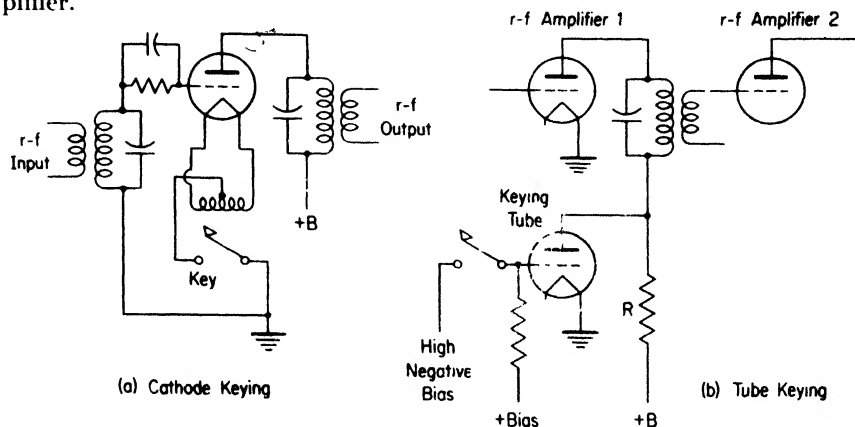 plifier.
r-f Amplifier 1
r-f Amplifier 2
r-f
Input
r-f
Output
+B
Key
Keying
Tube
R
High
Negative
Bias
+Bias
+B
(a) Cathode Keying
(b) Tube Keying